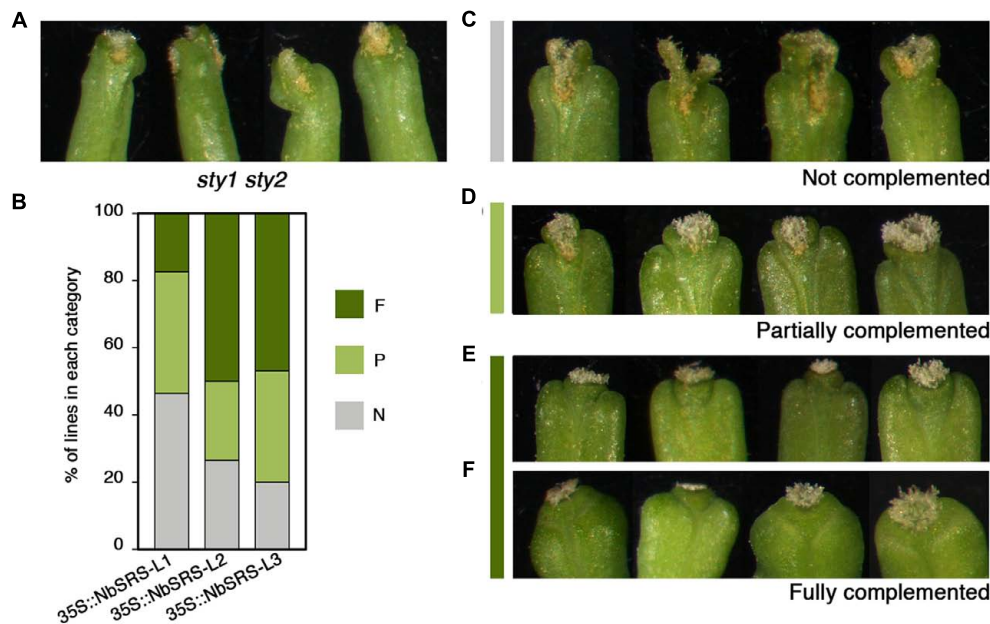 A
sty1 sty2
B
% of lines in each category
100
80
60
40
20
0
35S::NbSRS-L1
35S::NbSRS-L2
35S::NbSRS-L3
F
P
N
C
Not complemented
D
Partially complemented
E
F
Fully complemented